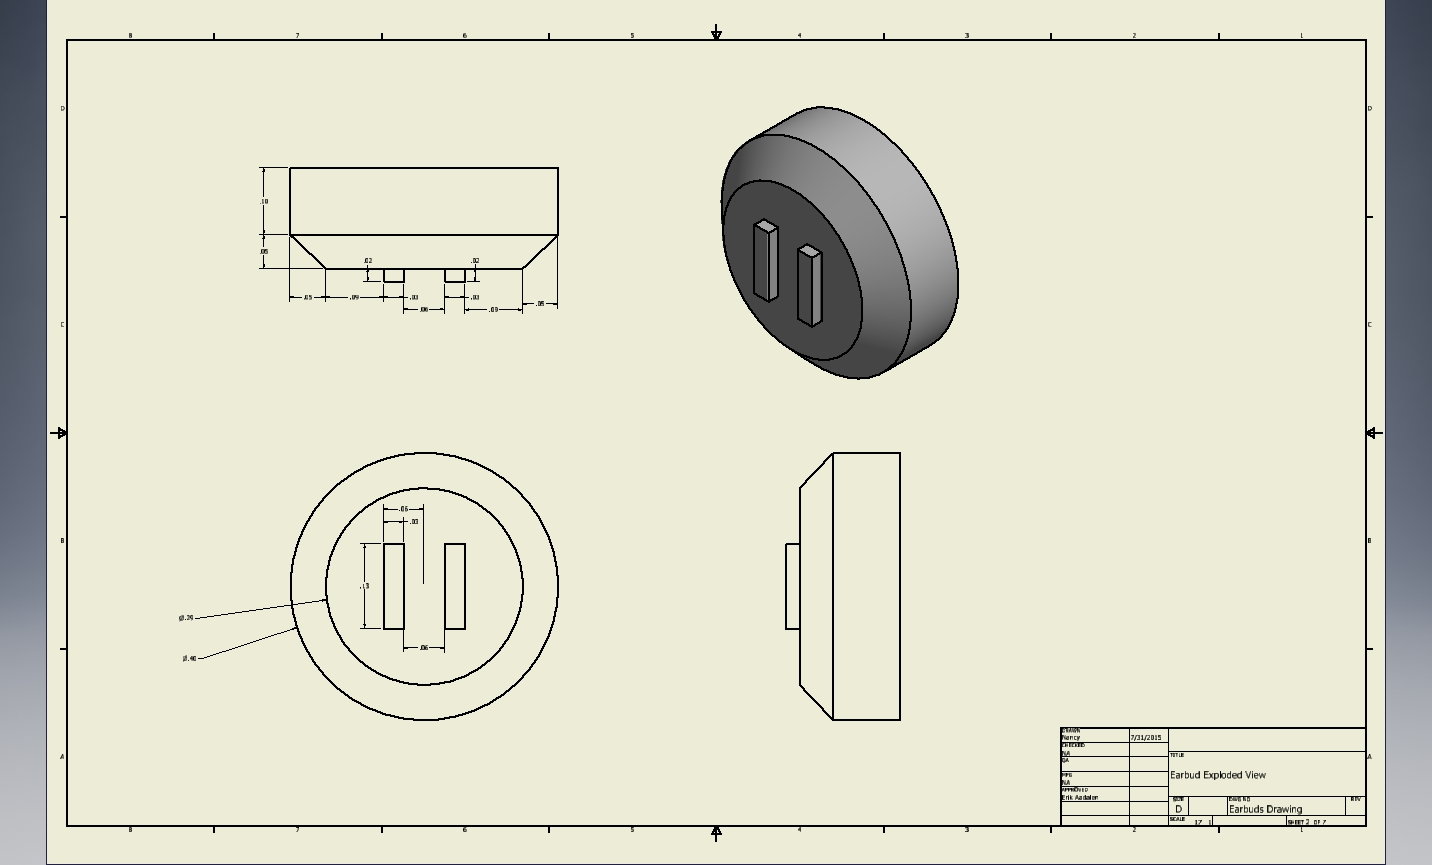 8 7 6 5 4 3 2 1
D D
.10
.05
.02 .02
.05 .09 .03 .03 .05
.06 .09
C C
B B
.06
.03
.13
Ø.29
.06
Ø.40
A A
DRAWN
Nancy 7/31/2015
CHECKED
NA
QA
MFG
NA
APPROVED
Erik Aadalen
TITLE
Earbud Exploded View
SIZE
D
DWG NO
Earbuds Drawing
REV
SCALE
17 : 1
SHEET 2 OF 7
8 7 6 5 4 3 2 1